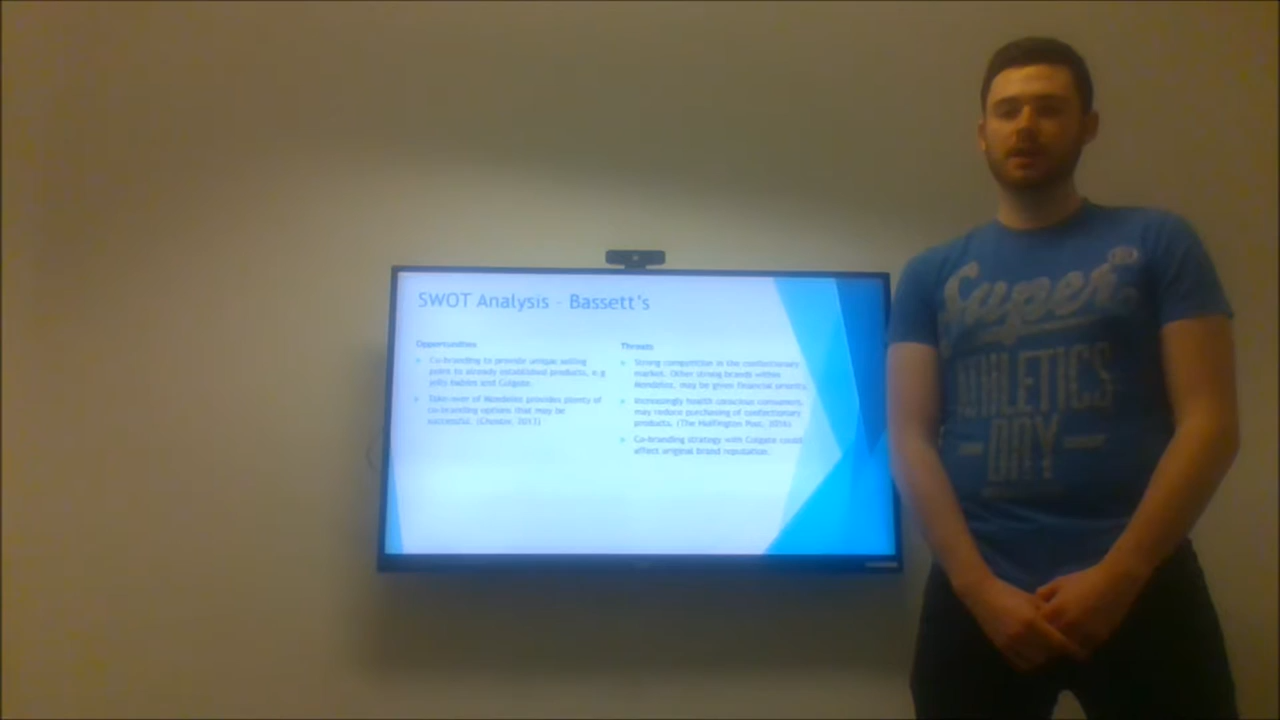 SWOT Analysis – Bassett's
Opportunities
Co-branding to provide unique selling
point to already established products, e.g
jelly babies and Colgate.
Take-over of Mondelez provides plenty of
co-branding options that may be
successful.
Threats
Strong competition in the confectionary
market. Other strong brands within
Mondelez, may be given financial priority.
Increasingly health conscious consumers,
may reduce purchasing of confectionary
products. (The Huffington Post, 2016)
Co-branding strategy with Colgate could
affect original brand reputation.
Super
ATHLETICS
DRY